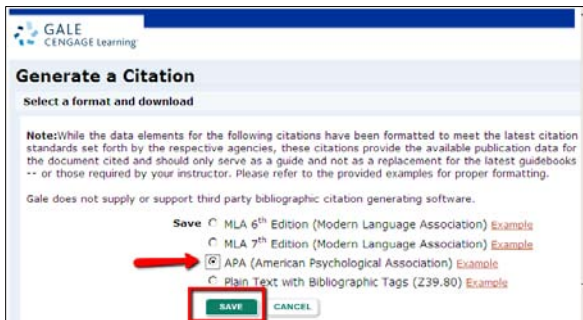 GALE
CENGAGE Learning
Generate a Citation
Select a format and download
Note:While the data elements for the following citations have been formatted to meet the latest citation
standards set forth by the respective agencies, these citations provide the available publication data for
the document cited and should only serve as a guide and not as a replacement for the latest guidebooks
-- or those required by your instructor. Please refer to the provided examples for proper formatting.
Gale does not supply or support third party bibliographic citation generating software.
Save MLA 6th Edition (Modern Language Association) Example
MLA 7th Edition (Modern Language Association) Example
APA (American Psychological Association) Example
Plain Text with Bibliographic Tags (Z39.80) Example
SAVE CANCEL